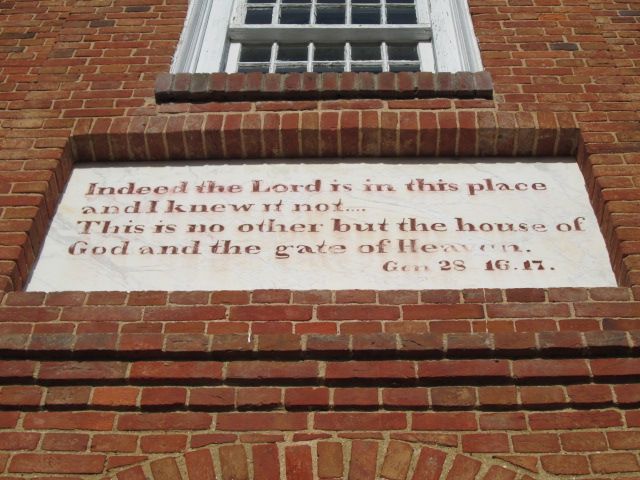 Indeed the Lord is in this place
and I knew it not....
This is no other but the house of
God and the gate of Heaven.
Gen 28 16.17.